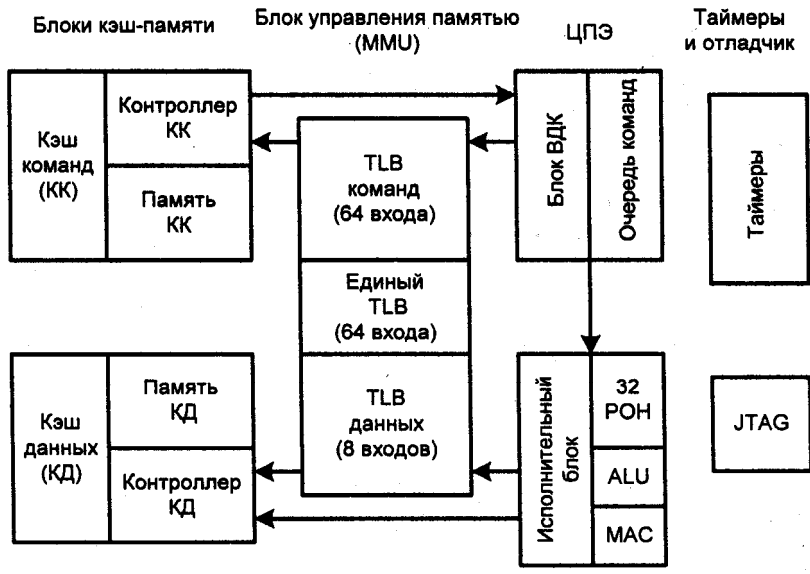 Блоки кэш-памяти
Блок управления памятью
(MMU)
ЦПЭ
Таймеры
и отладчик
Кэш
команд
(КК)
Контроллер
КК
Память
КК
TLB
команд
(64 входа)
Единый
TLB
(64 входа)
TLB
данных
(8 входов)
Блок ВДК
Очередь команд
Таймеры
Кэш
данных
(КД)
Память
КД
Контроллер
КД
Исполнительный
блок
32
РОН
ALU
MAC
JTAG